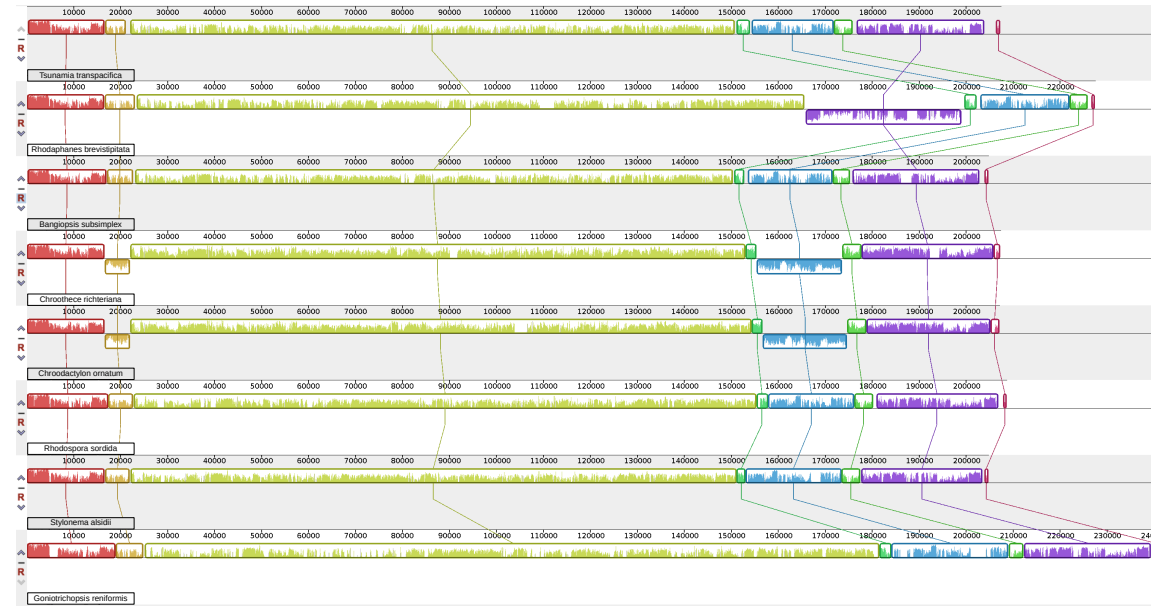 10000 20000 30000 40000 50000 60000 70000 80000 90000 100000 110000 120000 130000 140000 150000 160000 170000 180000 190000 200000
R
Tsunamia transpacifica
10000 20000 30000 40000 50000 60000 70000 80000 90000 100000 110000 120000 130000 140000 150000 160000 170000 180000 190000 200000 210000 220000
R
Rhodaphanes brevistipitata
10000 20000 30000 40000 50000 60000 70000 80000 90000 100000 110000 120000 130000 140000 150000 160000 170000 180000 190000 200000
R
Bangiopsis subsimplex
10000 20000 30000 40000 50000 60000 70000 80000 90000 100000 110000 120000 130000 140000 150000 160000 170000 180000 190000 200000
R
Chroothece richteriana
10000 20000 30000 40000 50000 60000 70000 80000 90000 100000 110000 120000 130000 140000 150000 160000 170000 180000 190000 200000
R
Chroodactylon ornatum
10000 20000 30000 40000 50000 60000 70000 80000 90000 100000 110000 120000 130000 140000 150000 160000 170000 180000 190000 200000
R
Rhodospora sordida
10000 20000 30000 40000 50000 60000 70000 80000 90000 100000 110000 120000 130000 140000 150000 160000 170000 180000 190000 200000
R
Stylonema alsidii
10000 20000 30000 40000 50000 60000 70000 80000 90000 100000 110000 120000 130000 140000 150000 160000 170000 180000 190000 200000 210000 220000 230000
R
Goniotrichopsis reniformis